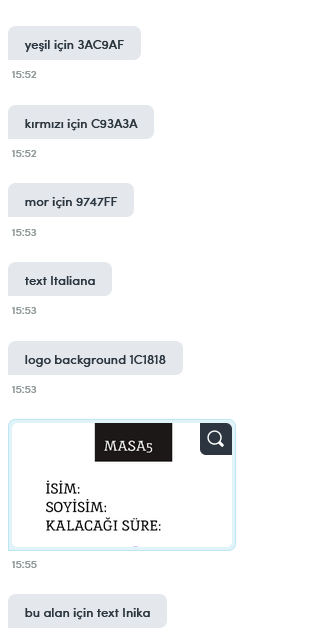 yeşil için 3AC9AF
15:52
kırmızı için C93A3A
15:52
mor için 9747FF
15:53
text Italiana
15:53
logo background 1C1818
15:53
MASA5
İSİM:
SOYİSİM:
KALACAĞI SÜRE:
15:55
bu alan için text Inika